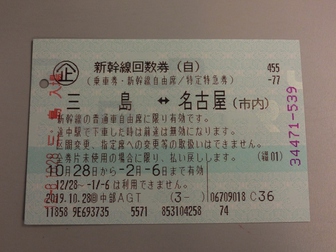 企 新幹線回数券(自) 455
(乗車券・新幹線自由席/特定特急券) -77
三 島 ↔ 名古屋(市内)
新幹線の普通車自由席に限り有効です。
途中駅で下車した時は前途は無効になります。
区間変更、指定席への変更等の取扱いはできません。
全券片未使用の場合に限り、払い戻しします。 (磁01)
10月28日から-2月-6日まで有効
12/28~-1/-6は利用できません。
2019.10.28 中部AGT (3-) 06709018 C36
11858 9E693735 5571 853104258 74
34471-539